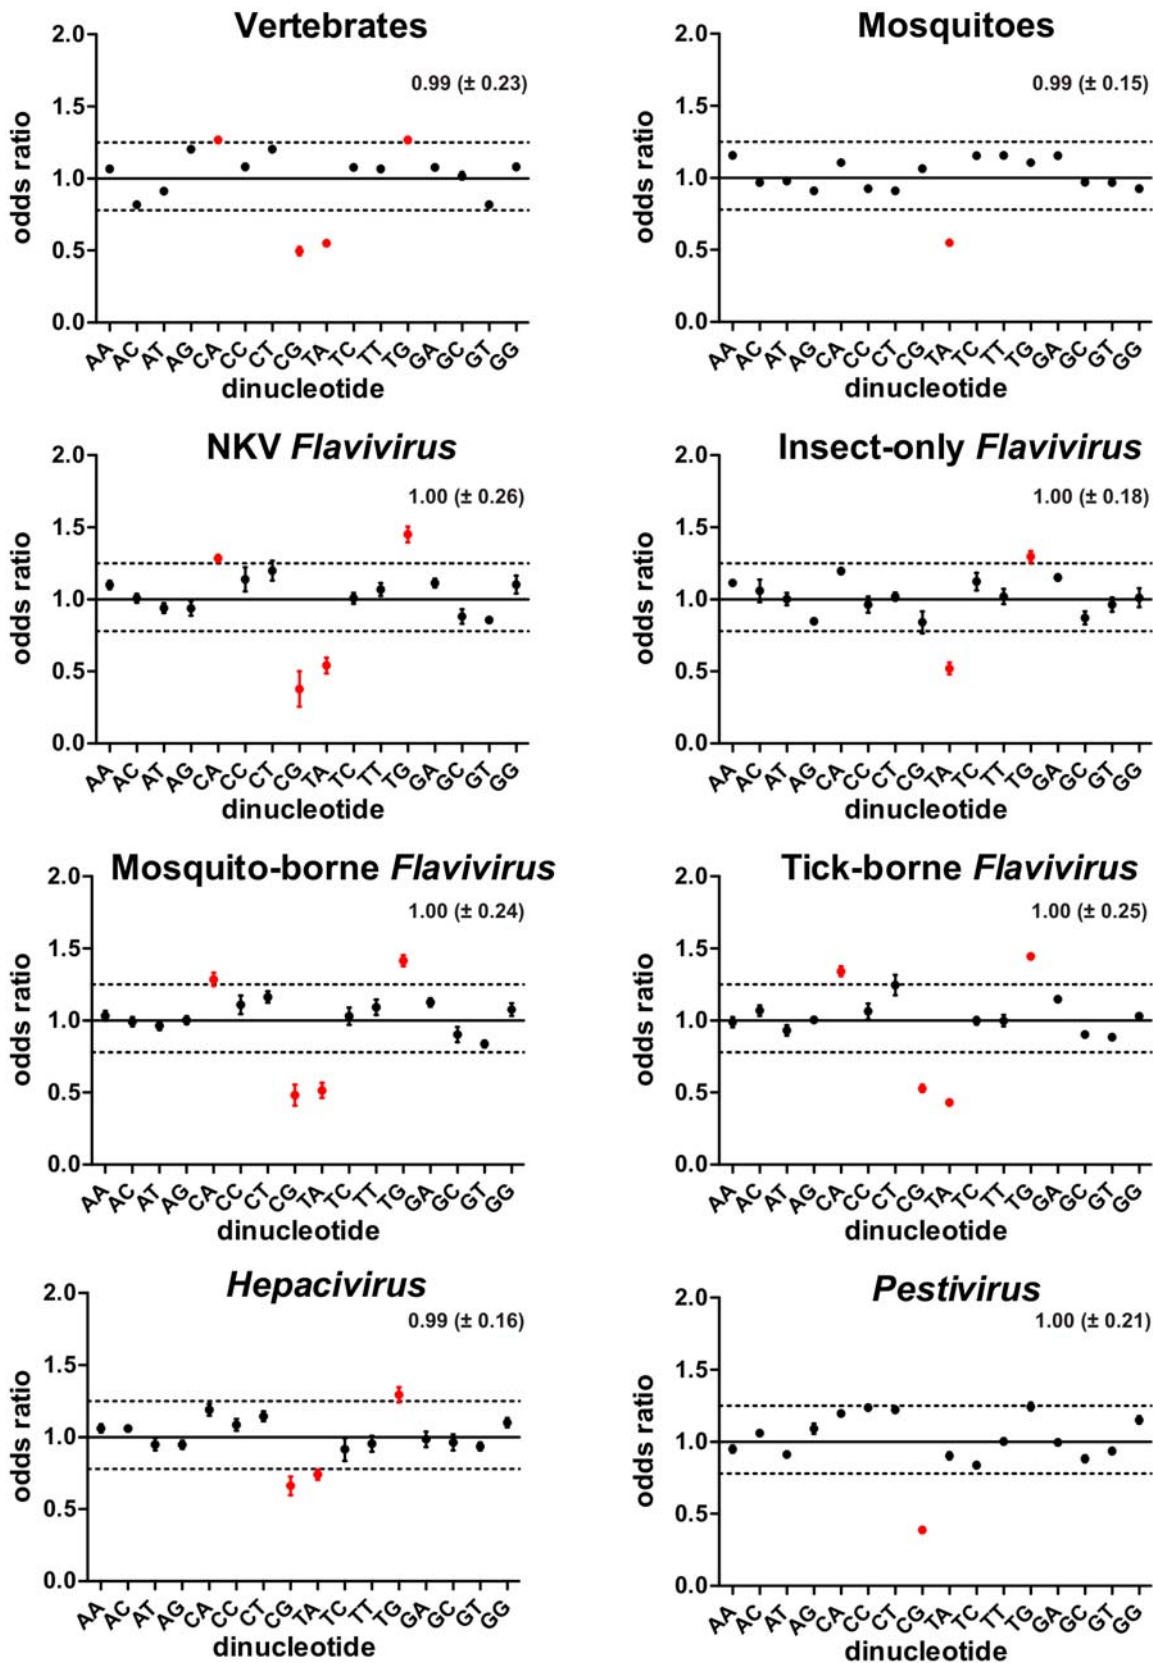 Vertebrates
0.99 (± 0.23)
odds ratio
2.0
1.5
1.0
0.5
0.0
AA AC AT AG CA CC CT CG TA TC TT TG GA GC GT GG
dinucleotide
Mosquitoes
0.99 (± 0.15)
odds ratio
2.0
1.5
1.0
0.5
0.0
AA AC AT AG CA CC CT CG TA TC TT TG GA GC GT GG
dinucleotide
NKV Flavivirus
1.00 (± 0.26)
odds ratio
2.0
1.5
1.0
0.5
0.0
AA AC AT AG CA CC CT CG TA TC TT TG GA GC GT GG
dinucleotide
Insect-only Flavivirus
1.00 (± 0.18)
odds ratio
2.0
1.5
1.0
0.5
0.0
AA AC AT AG CA CC CT CG TA TC TT TG GA GC GT GG
dinucleotide
Mosquito-borne Flavivirus
1.00 (± 0.24)
odds ratio
2.0
1.5
1.0
0.5
0.0
AA AC AT AG CA CC CT CG TA TC TT TG GA GC GT GG
dinucleotide
Tick-borne Flavivirus
1.00 (± 0.25)
odds ratio
2.0
1.5
1.0
0.5
0.0
AA AC AT AG CA CC CT CG TA TC TT TG GA GC GT GG
dinucleotide
Hepacivirus
0.99 (± 0.16)
odds ratio
2.0
1.5
1.0
0.5
0.0
AA AC AT AG CA CC CT CG TA TC TT TG GA GC GT GG
dinucleotide
Pestivirus
1.00 (± 0.21)
odds ratio
2.0
1.5
1.0
0.5
0.0
AA AC AT AG CA CC CT CG TA TC TT TG GA GC GT GG
dinucleotide